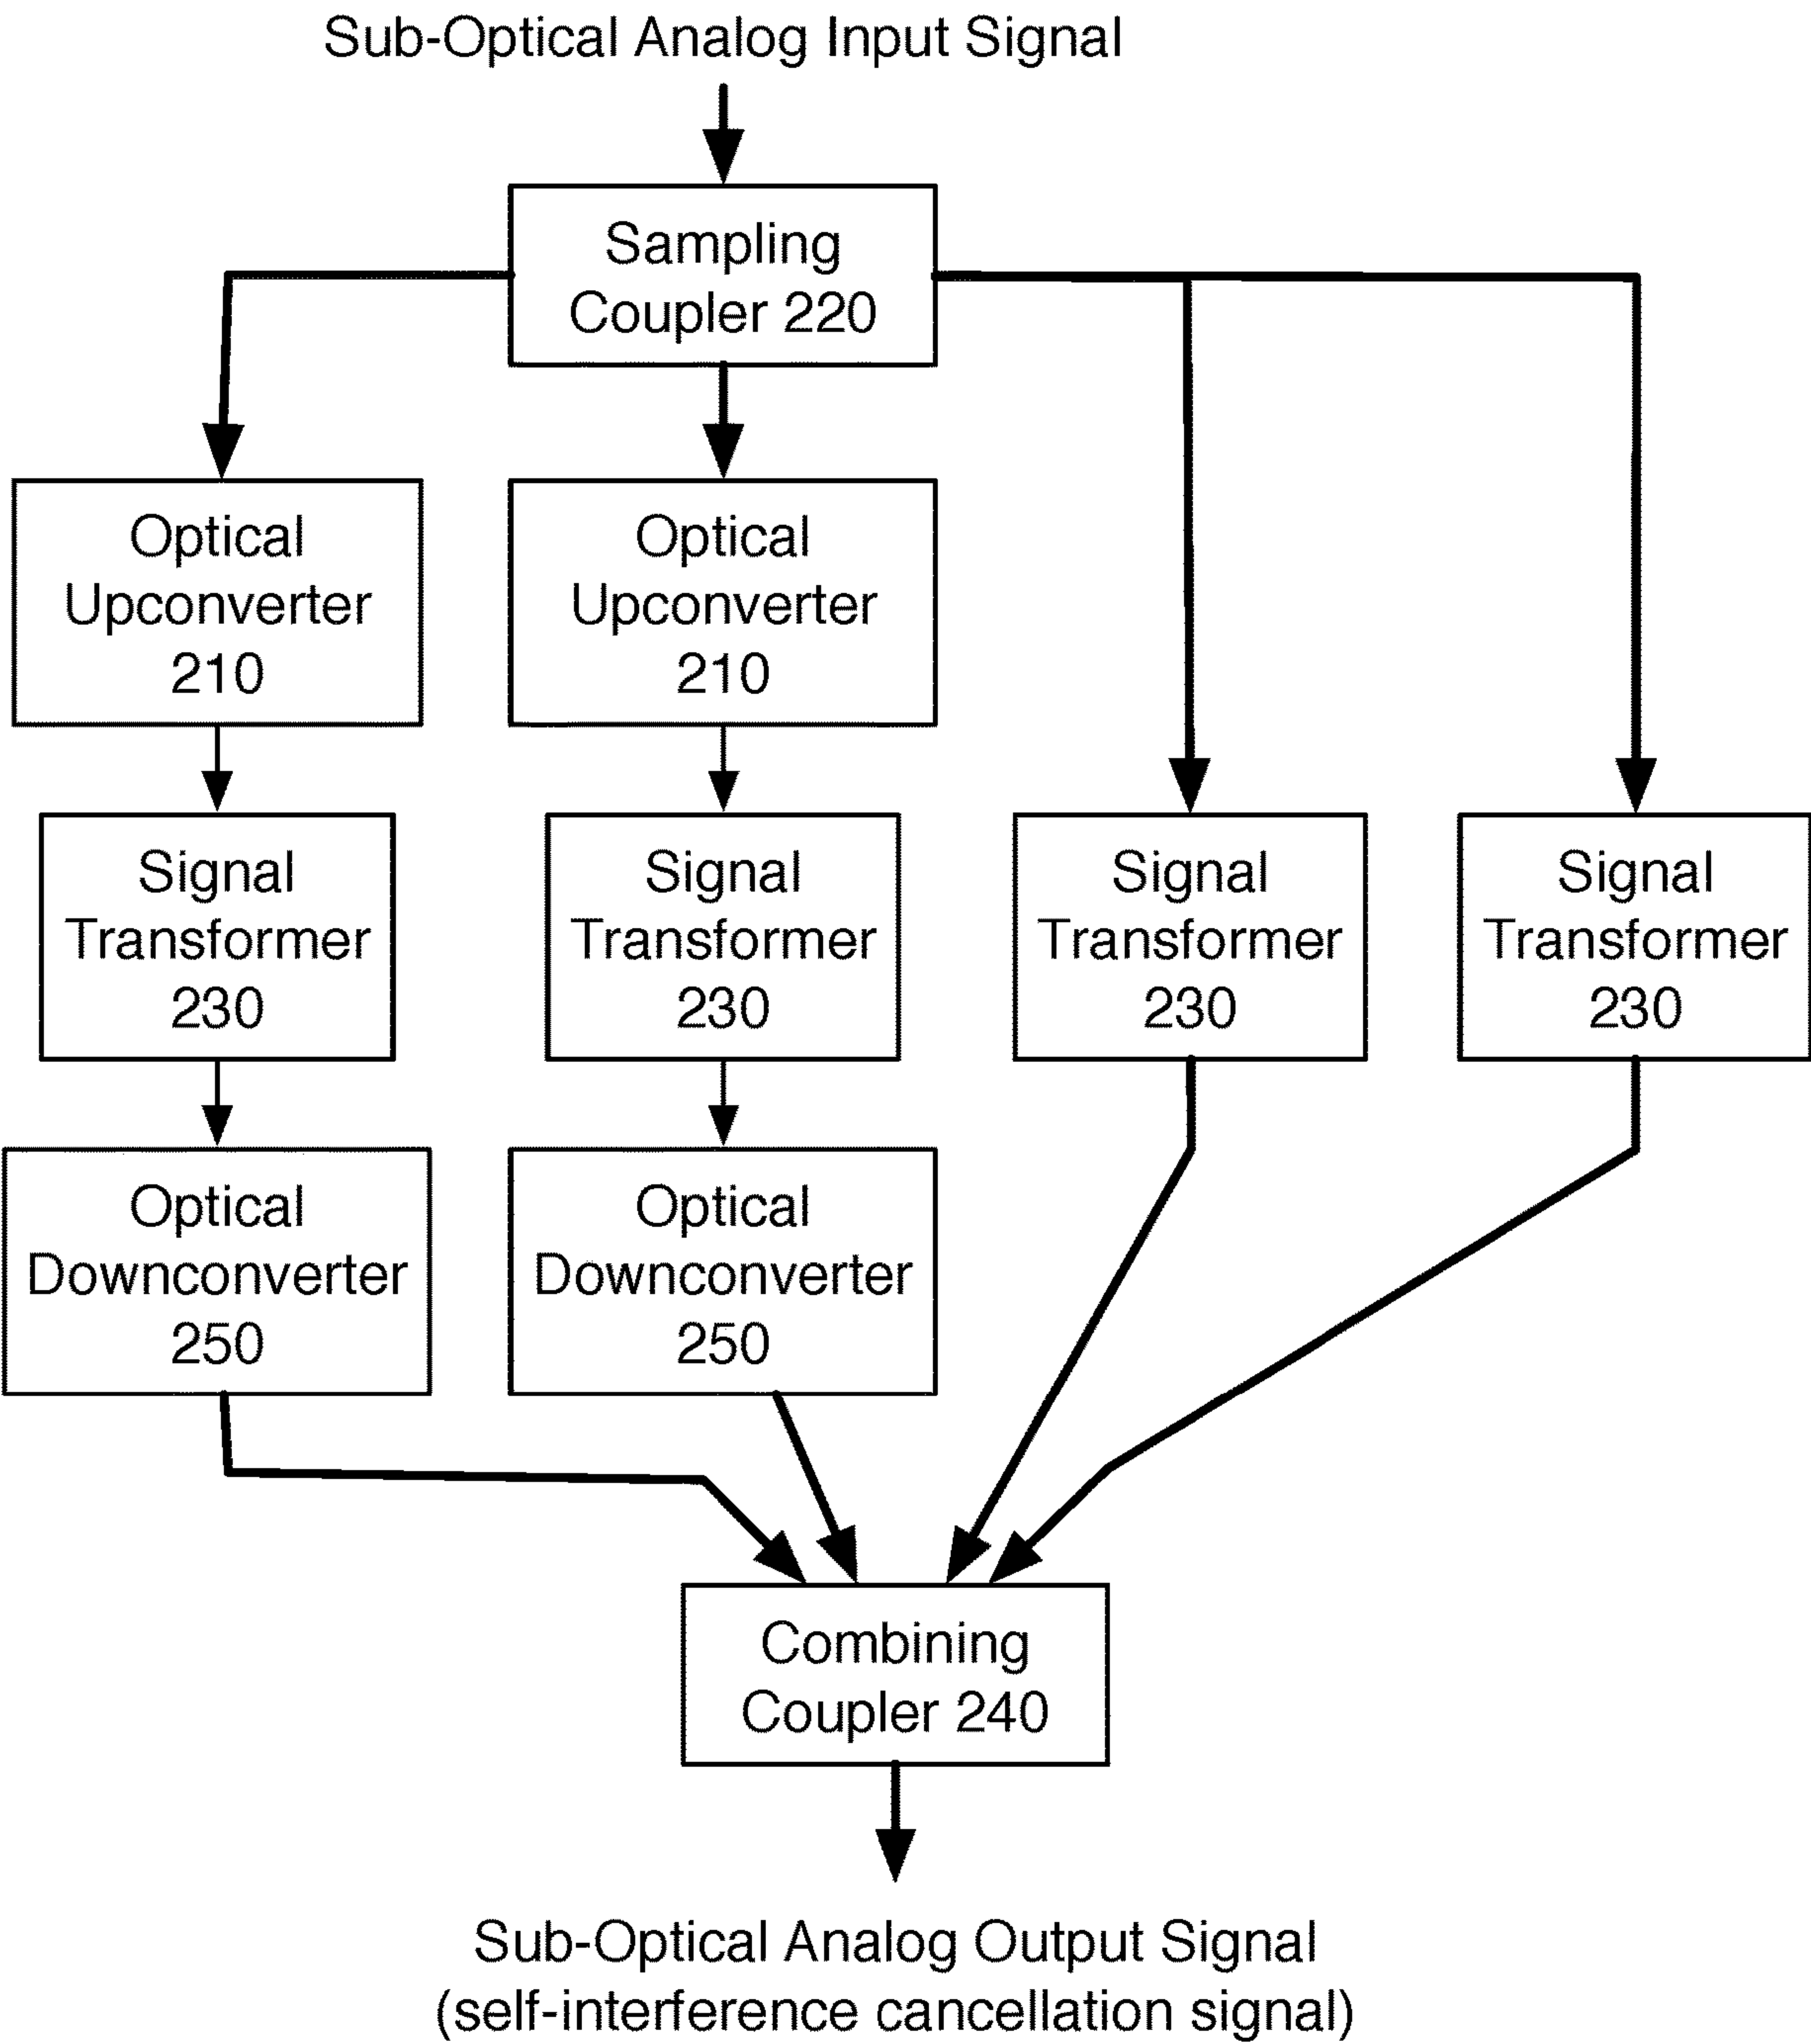 Sub-Optical Analog Input Signal
Sampling
Coupler 220
Optical
Upconverter
210
Optical
Upconverter
210
Signal
Transformer
230
Signal
Transformer
230
Signal
Transformer
230
Signal
Transformer
230
Optical
Downconverter
250
Optical
Downconverter
250
Combining
Coupler 240
Sub-Optical Analog Output Signal
(self-interference cancellation signal)